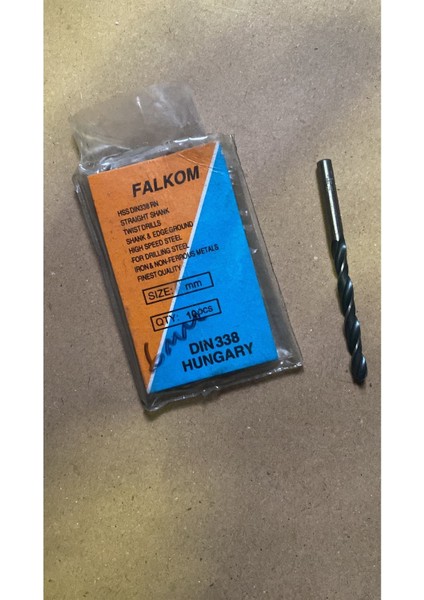 FALKOM
HSS DIN338 RN
STRAIGHT SHANK
TWIST DRILLS
SHANK & EDGE GROUND
HIGH SPEED STEEL
FOR DRILLING STEEL
IRON & NON-FERROUS METALS
FINEST QUALITY
SIZE: mm
QTY: 10pcs
6mm
DIN 338
HUNGARY